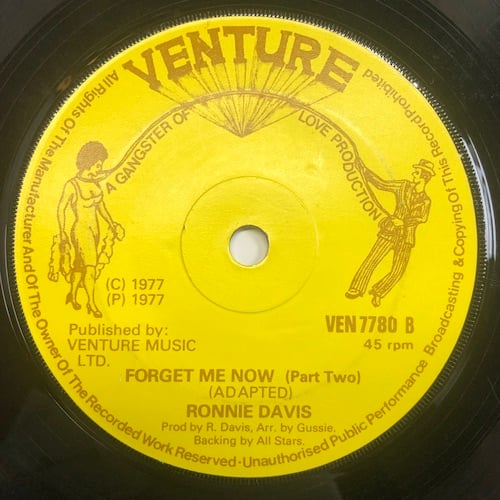 VENTURE
A GANGSTER OF LOVE PRODUCTION
All Rights Of The Manufacturer And Of The Owner Of The Recorded Work Reserved-Unauthorised Public Performance Broadcasting & Copying Of This Record Prohibited
(C) 1977
(P) 1977
Published by:
VENTURE MUSIC
LTD.
VEN 7780 B
45 rpm
FORGET ME NOW (Part Two)
(ADAPTED)
RONNIE DAVIS
Prod by R. Davis, Arr. by Gussie.
Backing by All Stars.